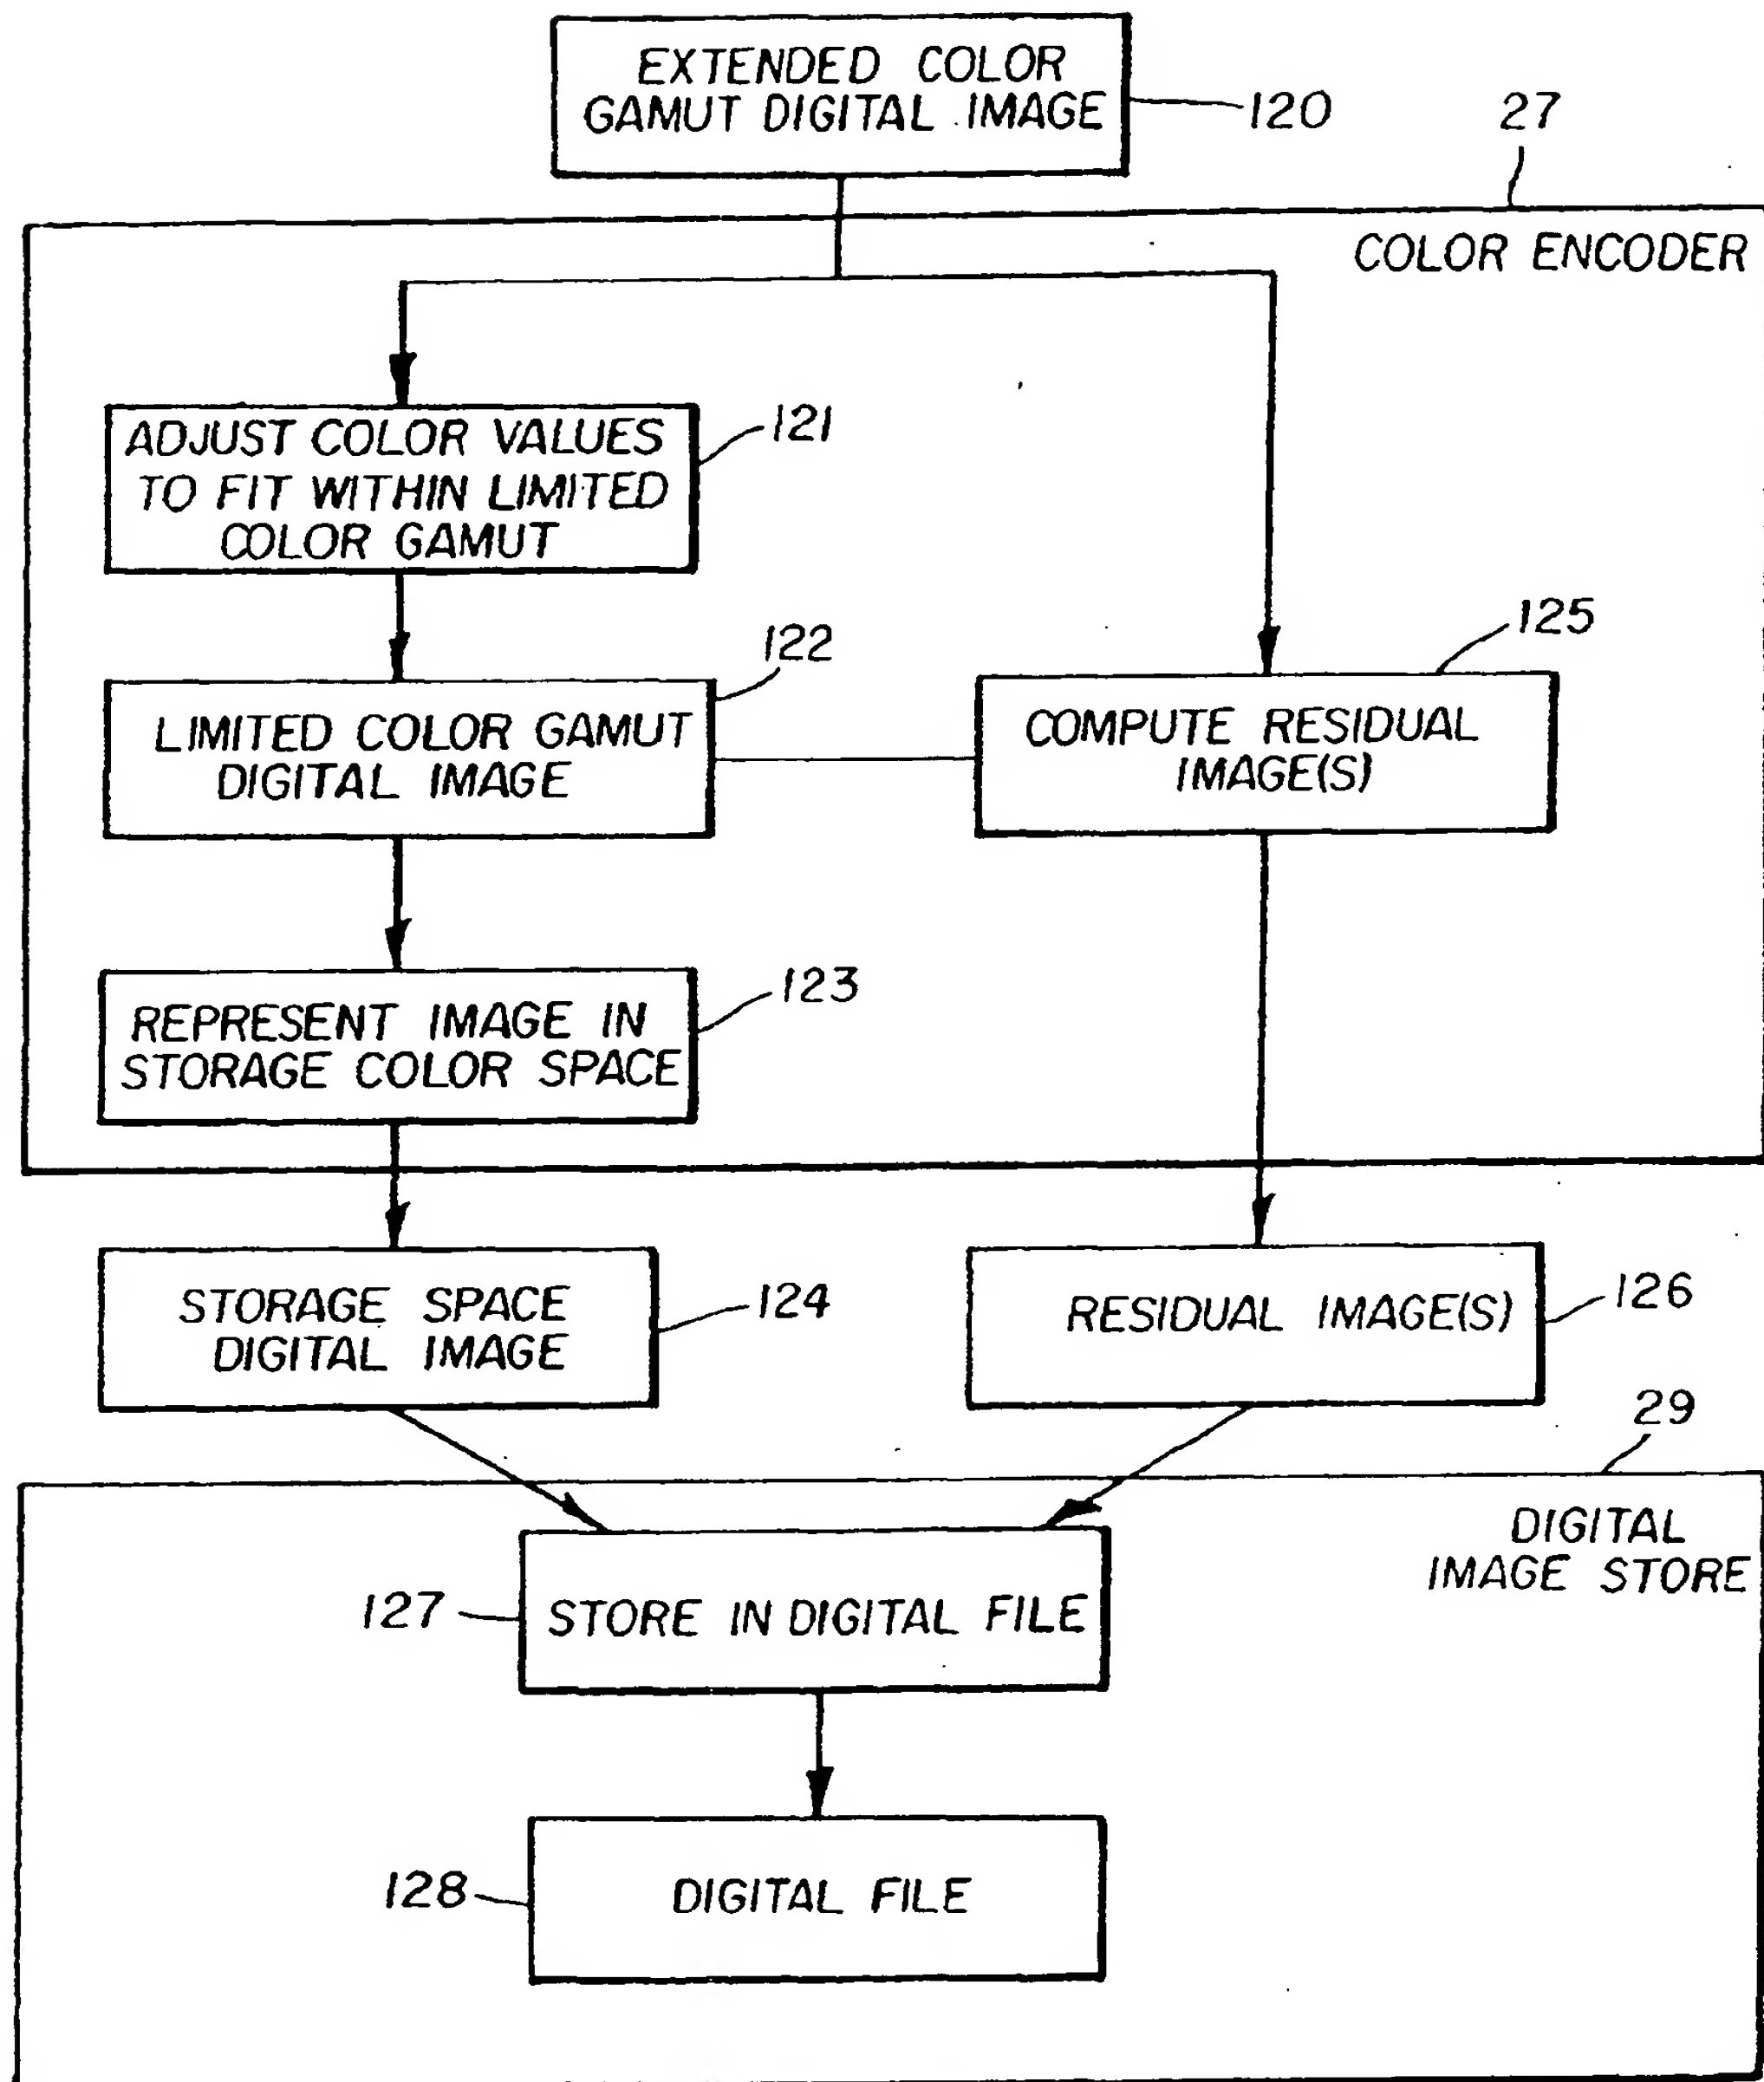 EXTENDED COLOR
GAMUT DIGITAL IMAGE
120
27
COLOR ENCODER
ADJUST COLOR VALUES
TO FIT WITHIN LIMITED
COLOR GAMUT
121
122
125
LIMITED COLOR GAMUT
DIGITAL IMAGE
COMPUTE RESIDUAL
IMAGE(S)
REPRESENT IMAGE IN
STORAGE COLOR SPACE
123
STORAGE SPACE
DIGITAL IMAGE
124
RESIDUAL IMAGE(S)
126
29
DIGITAL
IMAGE STORE
127
STORE IN DIGITAL FILE
128
DIGITAL FILE